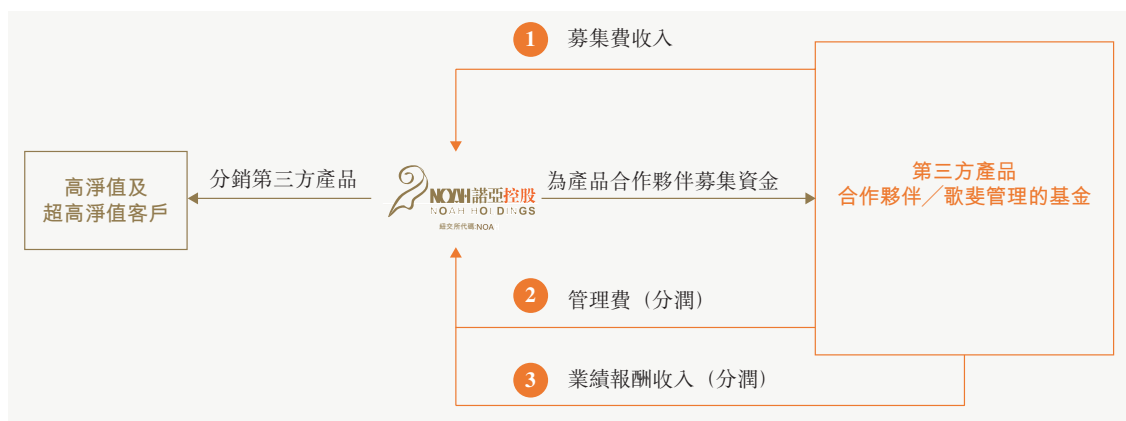 1 募集費收入
高淨值及
超高淨值客戶
分銷第三方產品
NOAH諾亞控股
NOAH HOLDINGS
紐交所代碼:NOA
為產品合作夥伴募集資金
第三方產品
合作夥伴／歌斐管理的基金
2 管理費（分潤）
3 業績報酬收入（分潤）